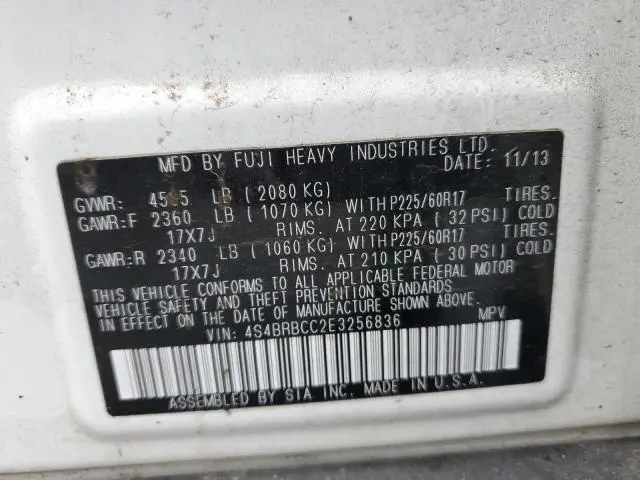 MFD BY FUJI HEAVY INDUSTRIES LTD.
DATE: 11/13
GVWR: LB (2080 KG)
GAWR:F 2360 LB (1070 KG) WITH P225/60R17 TIRES.
17X7J RIMS. AT 220 KPA (32 PSI) COLD
GAWR:R 2340 LB (1060 KG) WITH P225/60R17 TIRES.
17X7J RIMS. AT 210 KPA (30 PSI) COLD
THIS VEHICLE CONFORMS TO ALL APPLICABLE FEDERAL MOTOR
VEHICLE SAFETY AND THEFT PREVENTION STANDARDS
IN EFFECT ON THE DATE OF MANUFACTURE SHOWN ABOVE.
VIN: 4S4BRBCC2E3256836 MPV
ASSEMBLED BY SIA INC. MADE IN U.S.A.